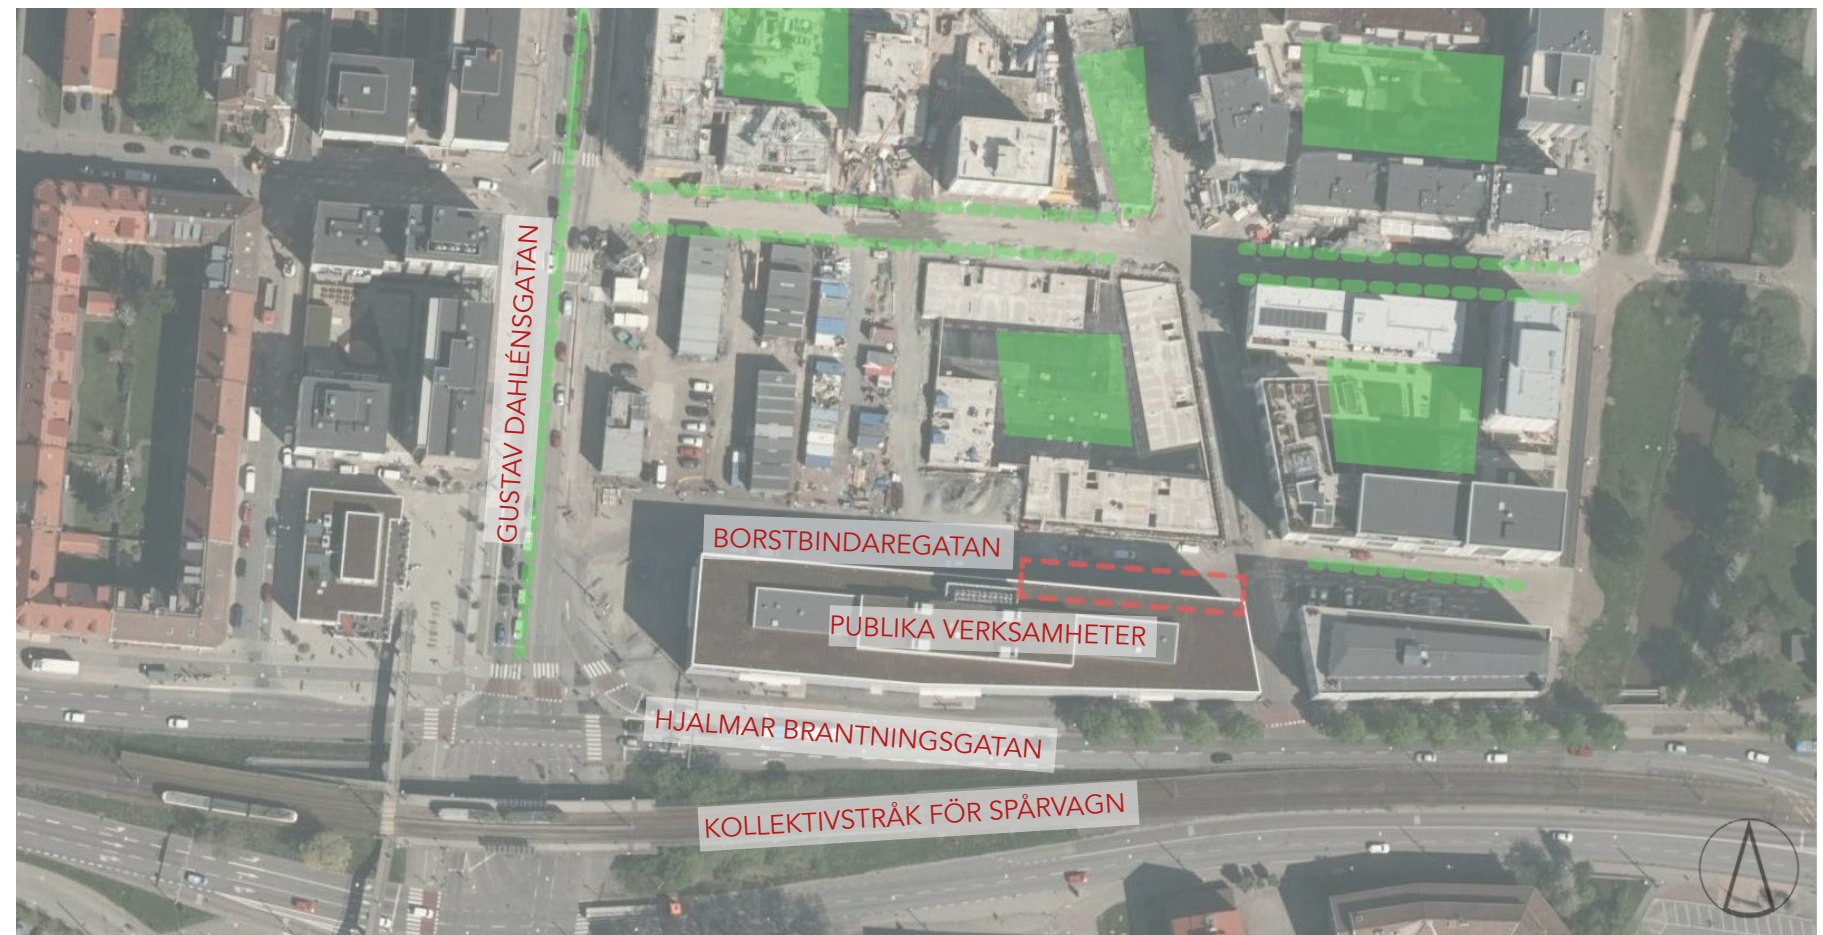 GUSTAV DAHLÉNSGATAN
BORSTBINDAREGATAN
PUBLIKA VERKSAMHETER
HJALMAR BRANTNINGSGATAN
KOLLEKTIVSTRÅK FÖR SPÅRVAGN